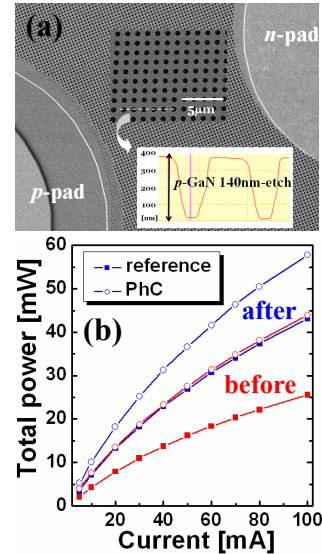 (a)
n-pad
5μm
p-pad
400
300
200
100
[nm]
p-GaN 140nm-etch
(b)
reference
PhC
after
before
Total power [mW]
60
50
40
30
20
10
0
0 20 40 60 80 100
Current [mA]